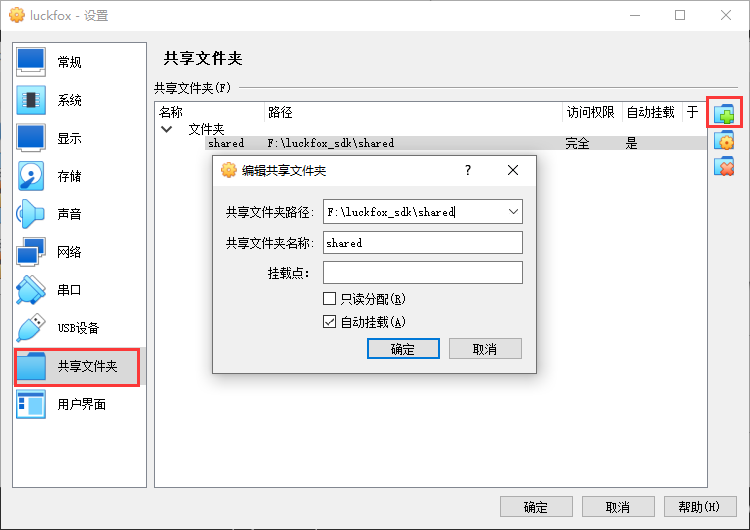 luckfox - 设置
常规
系统
显示
存储
声音
网络
串口
USB设备
共享文件夹
用户界面
共享文件夹
共享文件夹(F)
名称 路径 访问权限 自动挂载 于
文件夹
shared F:\luckfox_sdk\shared 完全 是
编辑共享文件夹 ?
共享文件夹路径: F:\luckfox_sdk\shared
共享文件夹名称: shared
挂载点:
只读分配(R)
自动挂载(A)
确定 取消
确定 取消 帮助(H)